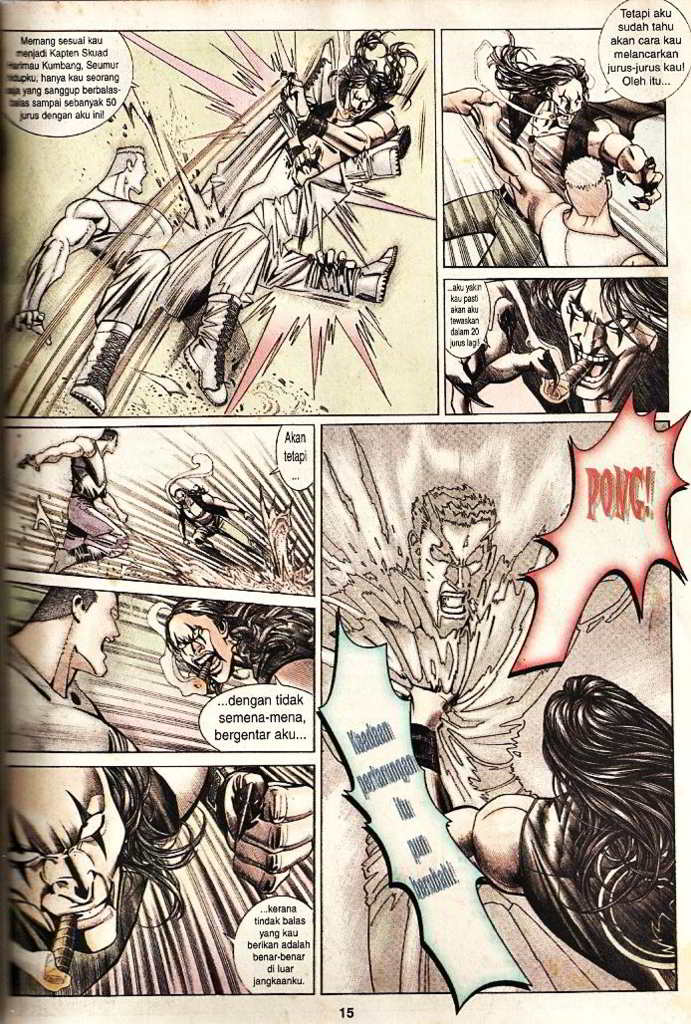 Memang sesuai kau
menjadi Kapten Skuad
Harimau Kumbang, Seumur
hidupku, hanya kau seorang
saja yang sanggup berbalas-
balas sampai sebanyak 50
jurus dengan aku ini!
Tetapi aku
sudah tahu
akan cara kau
melancarkan
jurus-jurus kau!
Oleh itu...
...aku yakin
kau pasti
akan aku
tewaskan
dalam 20
jurus lagi!
Akan
tetapi
...
...dengan tidak
semena-mena,
bergentar aku...
...kerana
tindak balas
yang kau
berikan adalah
benar-benar
di luar
jangkaanku.
PONG!
Keadaan
pertarungan
itu
pun
berubah!
15